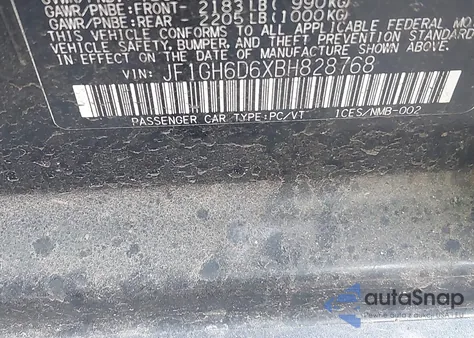 GAWR/PNBE:FRONT- 2183LB( 990KG)
GAWR/PNBE:REAR - 2205LB(1000KG)
THIS VEHICLE CONFORMS TO ALL APPLICABLE FEDERAL MOTOR
VEHICLE SAFETY, BUMPER, AND THEFT PREVENTION STANDARDS
IN EFFECT ON THE DATE OF MANUFACTURE SHOWN ABOVE.
VIN: JF1GH6D6XBH828768
PASSENGER CAR TYPE:PC/VT ICES/NMB-002
autoSnap